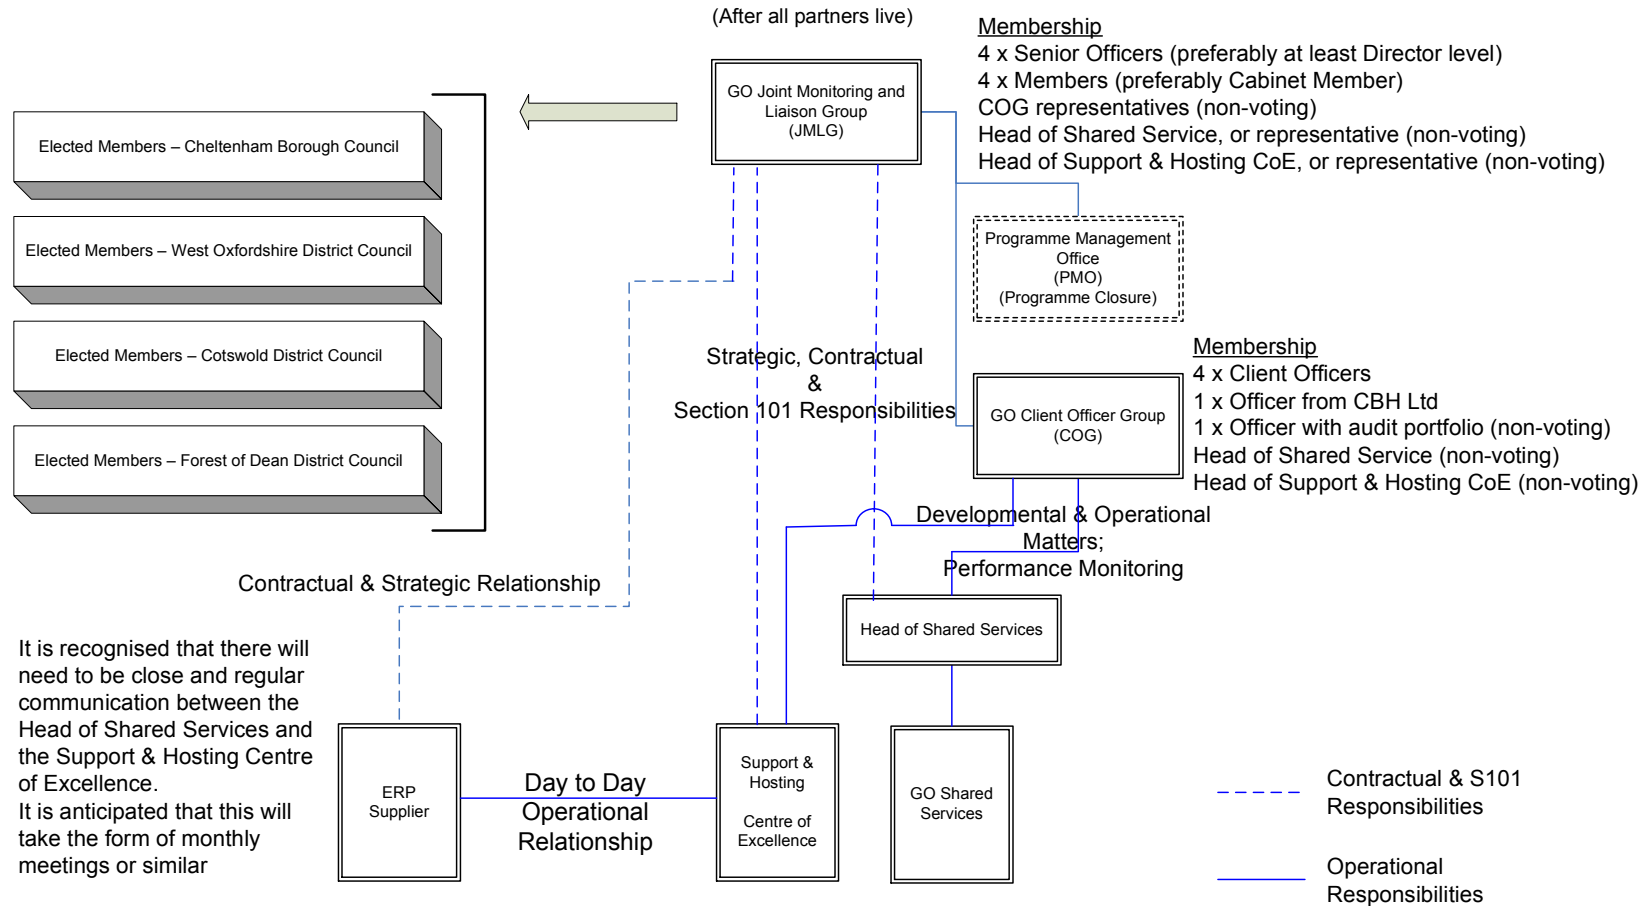 (After all partners live)
Membership
4 x Senior Officers (preferably at least Director level)
4 x Members (preferably Cabinet Member)
COG representatives (non-voting)
Head of Shared Service, or representative (non-voting)
Head of Support & Hosting CoE, or representative (non-voting)
GO Joint Monitoring and
Liaison Group
(JMLG)
Elected Members – Cheltenham Borough Council
Elected Members – West Oxfordshire District Council
Elected Members – Cotswold District Council
Elected Members – Forest of Dean District Council
Programme Management
Office
(PMO)
(Programme Closure)
Strategic, Contractual
&
Section 101 Responsibilities
Membership
4 x Client Officers
1 x Officer from CBH Ltd
1 x Officer with audit portfolio (non-voting)
Head of Shared Service (non-voting)
Head of Support & Hosting CoE (non-voting)
GO Client Officer Group
(COG)
Developmental & Operational
Matters;
Performance Monitoring
Contractual & Strategic Relationship
Head of Shared Services
It is recognised that there will
need to be close and regular
communication between the
Head of Shared Services and
the Support & Hosting Centre
of Excellence.
It is anticipated that this will
take the form of monthly
meetings or similar
ERP
Supplier
Day to Day
Operational
Relationship
Support &
Hosting
Centre of
Excellence
GO Shared
Services
Contractual & S101
Responsibilities
Operational
Responsibilities